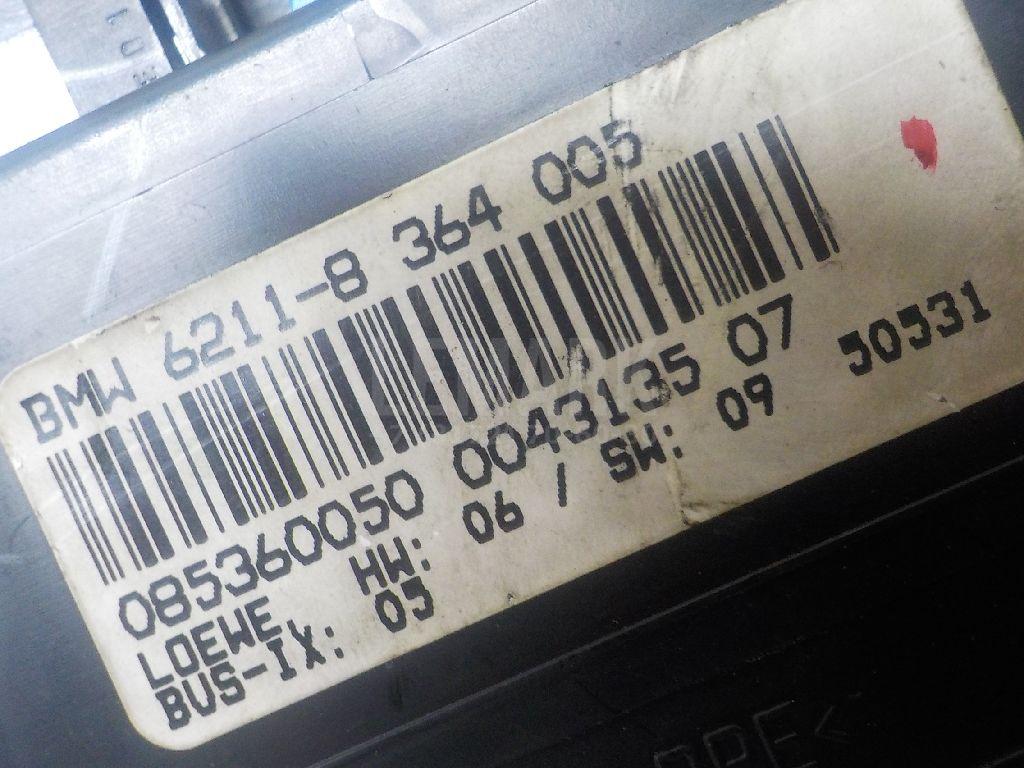 BMW 6211-8 364 005
085360050 0043135 07
LOEWE HW: 06 / SW: 09 50531
BUS-IX: 05